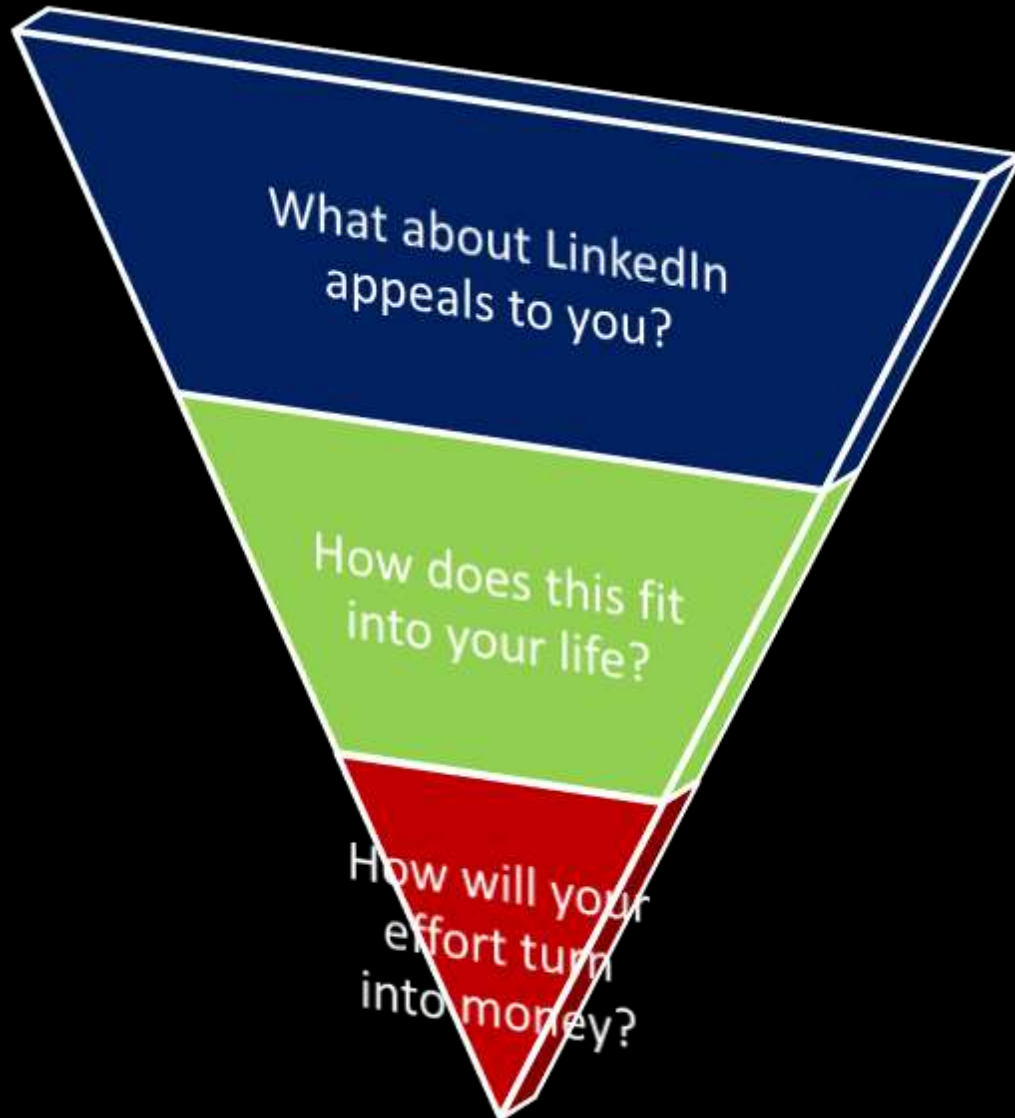 What about LinkedIn
appeals to you?
How does this fit
into your life?
How will your
effort turn
into money?